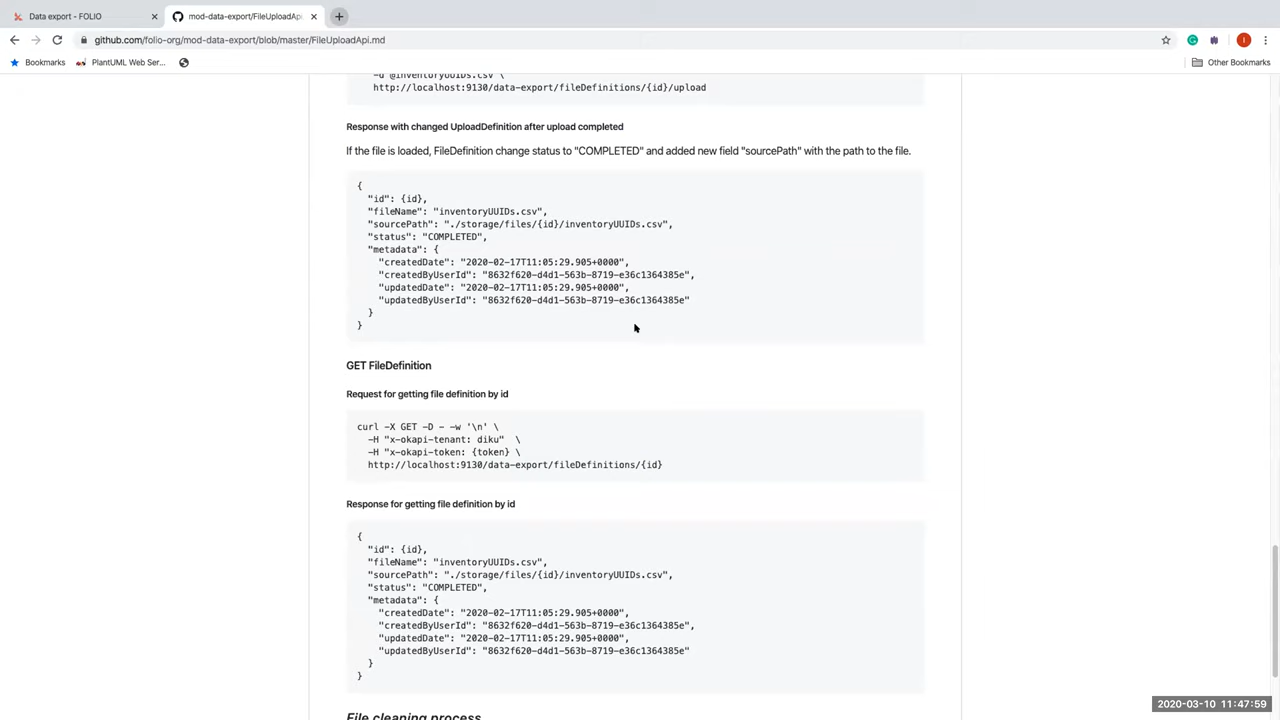 Data export - FOLIO
mod-data-export/FileUploadApi.
github.com/folio-org/mod-data-export/blob/master/FileUploadApi.md
Bookmarks
PlantUML Web Ser...
Other Bookmarks
-d @inventoryUUIDs.csv \
http://localhost:9130/data-export/fileDefinitions/{id}/upload
Response with changed UploadDefinition after upload completed
If the file is loaded, FileDefinition change status to "COMPLETED" and added new field "sourcePath" with the path to the file.
{
"id": {id},
"fileName": "inventoryUUIDs.csv",
"sourcePath": "./storage/files/{id}/inventoryUUIDs.csv",
"status": "COMPLETED",
"metadata": {
"createdDate": "2020-02-17T11:05:29.905+0000",
"createdByUserId": "8632f620-d4d1-563b-8719-e36c1364385e",
"updatedDate": "2020-02-17T11:05:29.905+0000",
"updatedByUserId": "8632f620-d4d1-563b-8719-e36c1364385e"
}
}
GET FileDefinition
Request for getting file definition by id
curl -X GET -D - -w '\n' \
-H "x-okapi-tenant: diku" \
-H "x-okapi-token: {token} \
http://localhost:9130/data-export/fileDefinitions/{id}
Response for getting file definition by id
{
"id": {id},
"fileName": "inventoryUUIDs.csv",
"sourcePath": "./storage/files/{id}/inventoryUUIDs.csv",
"status": "COMPLETED",
"metadata": {
"createdDate": "2020-02-17T11:05:29.905+0000",
"createdByUserId": "8632f620-d4d1-563b-8719-e36c1364385e",
"updatedDate": "2020-02-17T11:05:29.905+0000",
"updatedByUserId": "8632f620-d4d1-563b-8719-e36c1364385e"
}
}
File cleaning process
2020-03-10 11:47:59